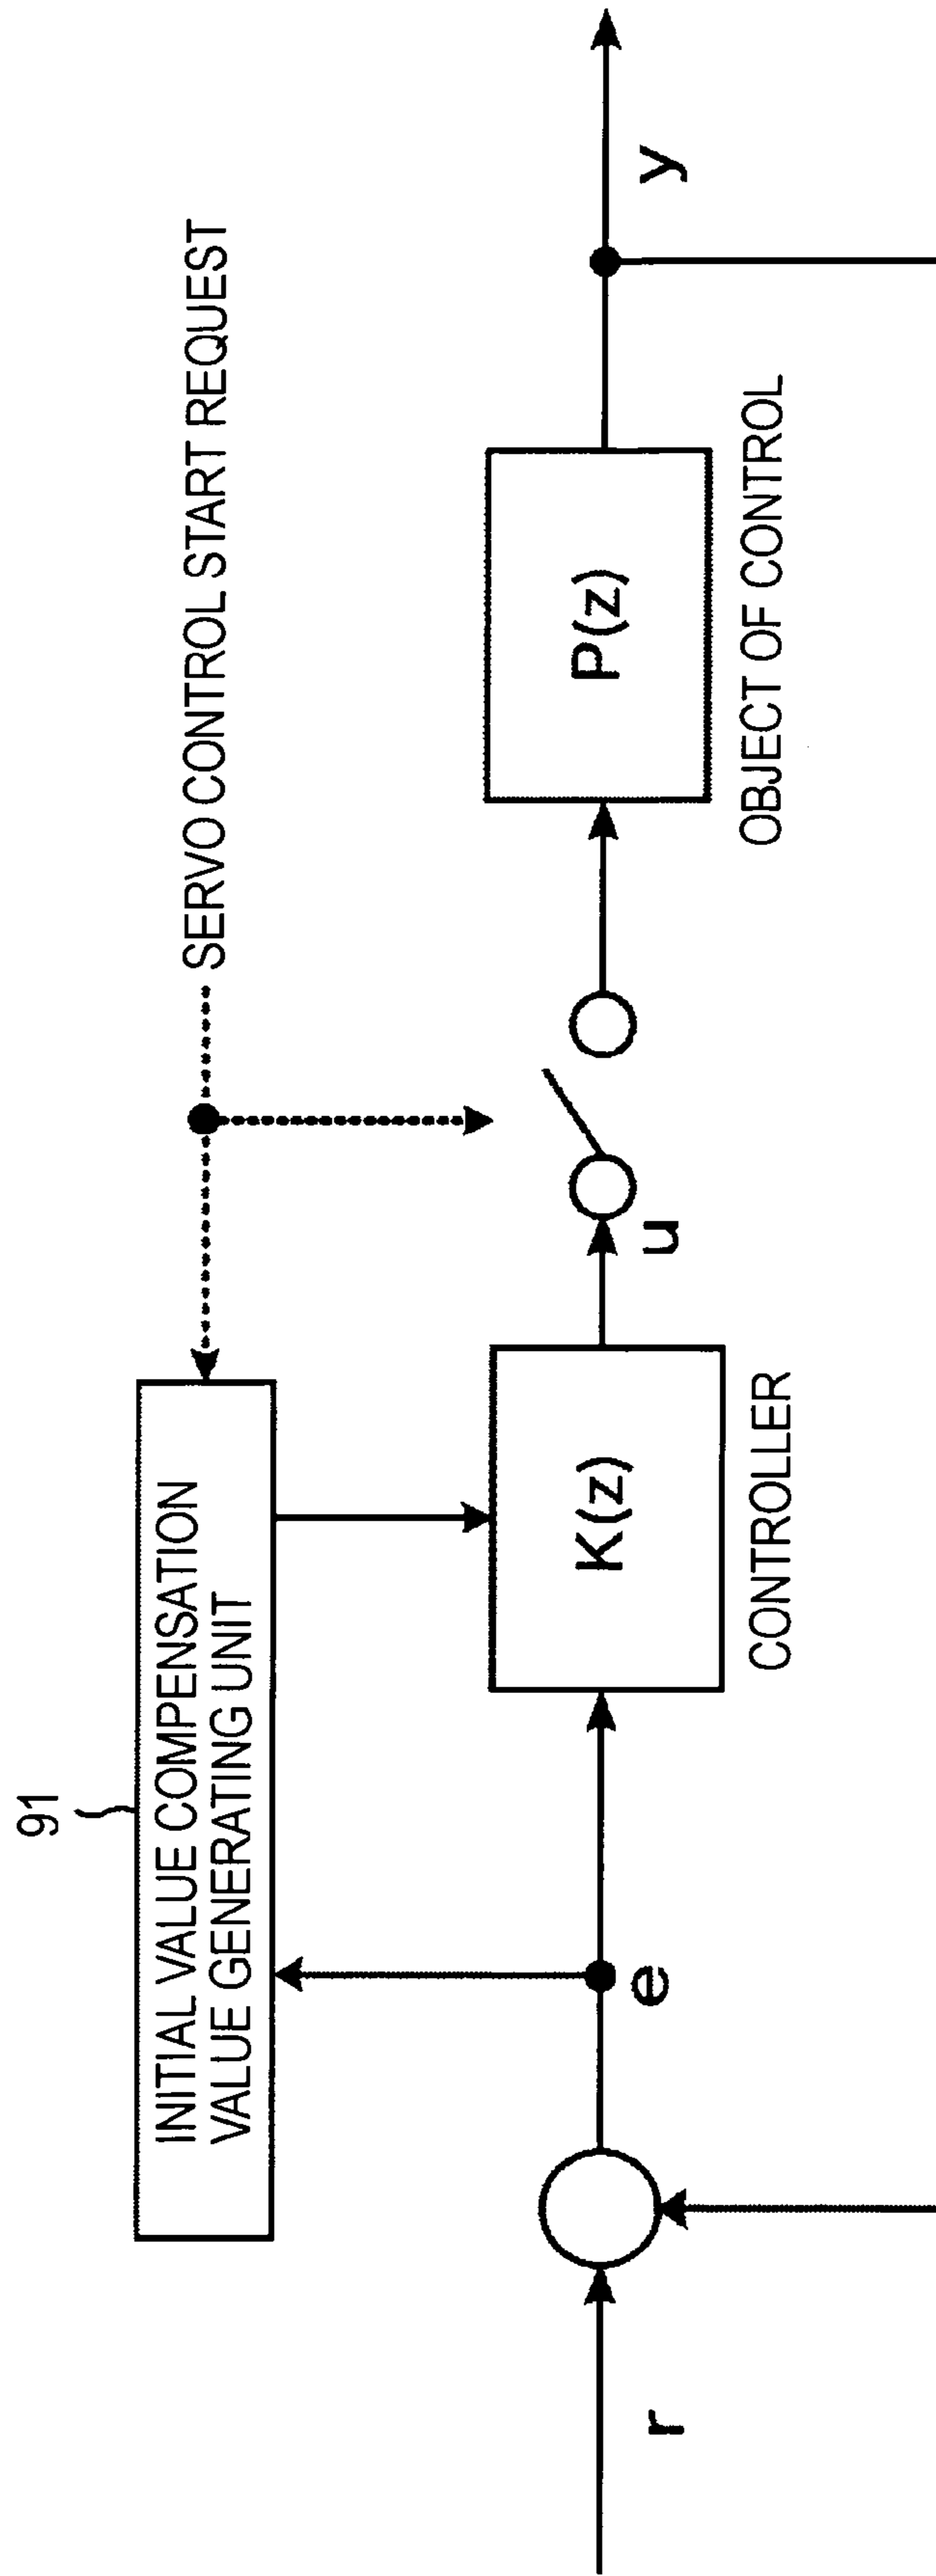 91
INITIAL VALUE COMPENSATION
VALUE GENERATING UNIT
SERVO CONTROL START REQUEST
r
e
K(z)
CONTROLLER
u
P(z)
OBJECT OF CONTROL
y